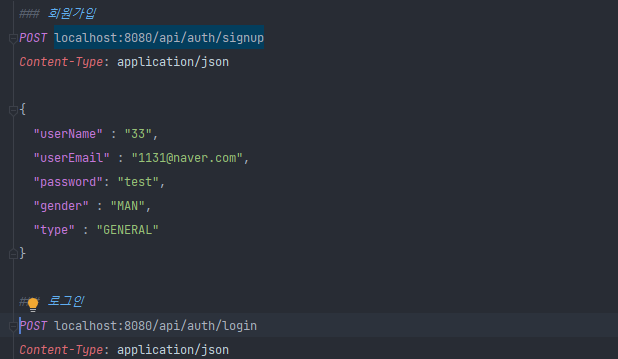 ### 회원가입
POST localhost:8080/api/auth/signup
Content-Type: application/json
{
"userName" : "33",
"userEmail" : "1131@naver.com",
"password": "test",
"gender" : "MAN",
"type" : "GENERAL"
}
### 로그인
POST localhost:8080/api/auth/login
Content-Type: application/json